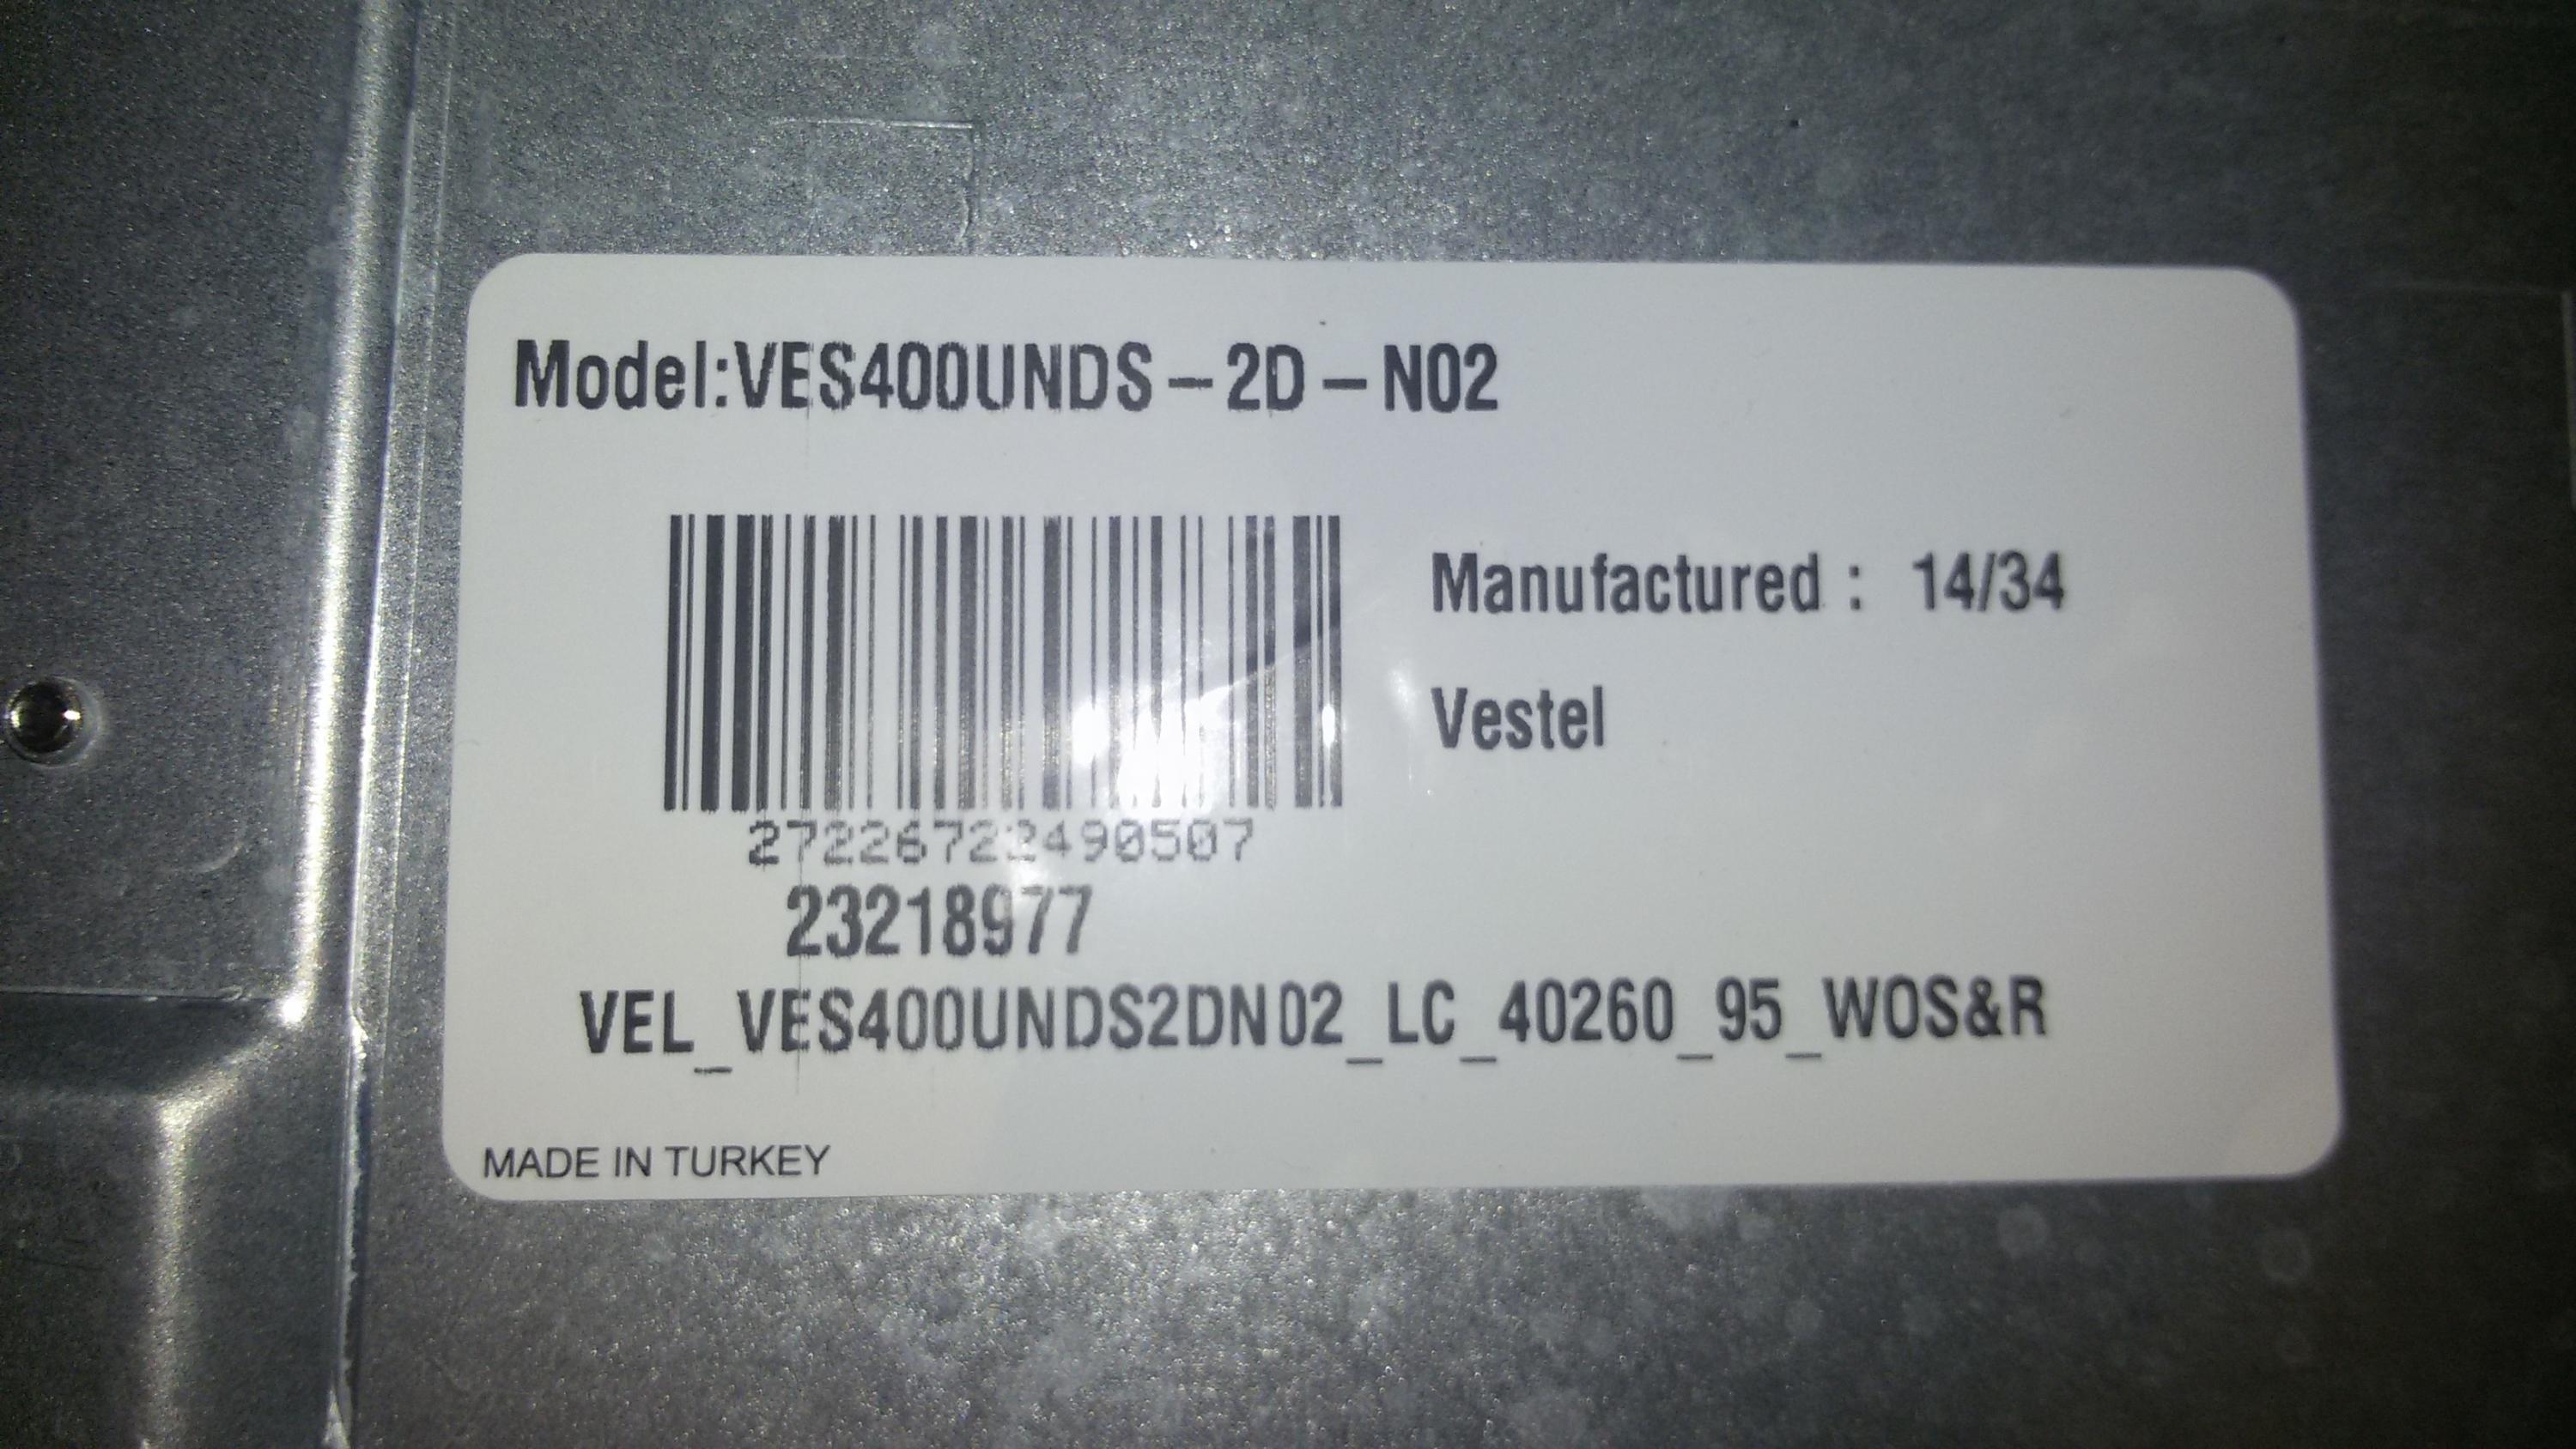 Model:VES400UNDS-2D-N02
Manufactured : 14/34
Vestel
27226722490507
23218977
VEL_VES400UNDS2DN02_LC_40260_95_WOS&R
MADE IN TURKEY